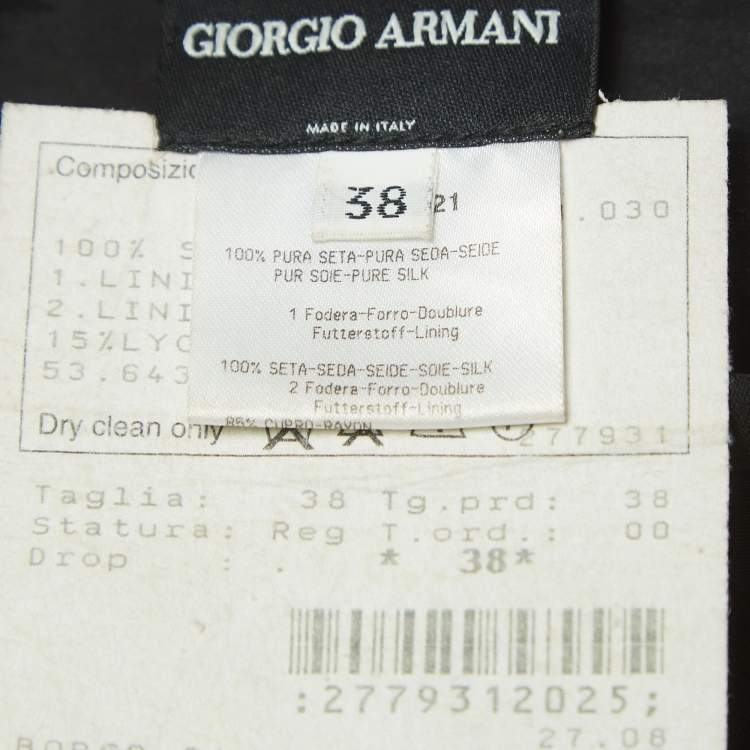 GIORGIO ARMANI
MADE IN ITALY
38 21
100% PURA SETA-PURA SEDA-SEIDE
PUR SOIE-PURE SILK
1 Fodera-Forro-Doublure
Futterstoff-Lining
100% SETA-SEDA-SEIDE-SOIE-SILK
2 Fodera-Forro-Doublure
Futterstoff-Lining
85% CUPRO-RAYON
.030
100% S
1.LINI
2.LINI
15%LYC
53.643
Dry clean only
277931
Taglia: 38 Tg.prd: 38
Statura: Reg T.ord.: 00
Drop : . * 38*
:2779312025;
27.08